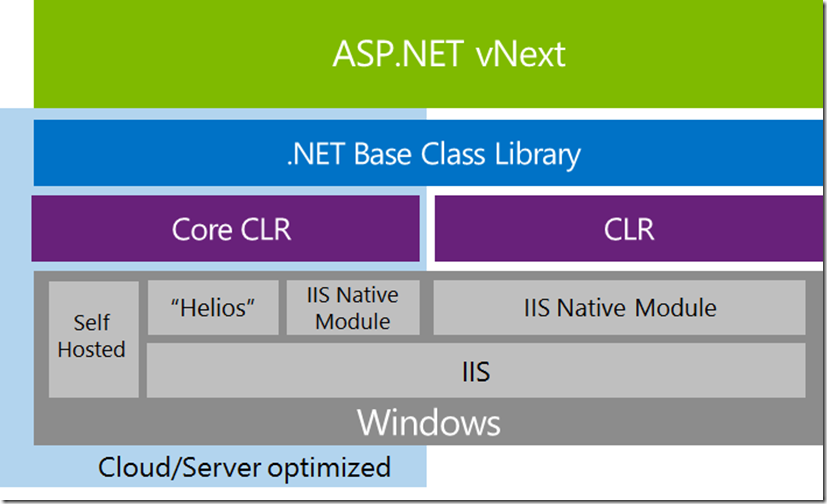 ASP.NET vNext
.NET Base Class Library
Core CLR
CLR
Self
Hosted
“Helios”
IIS Native
Module
IIS Native Module
IIS
Windows
Cloud/Server optimized